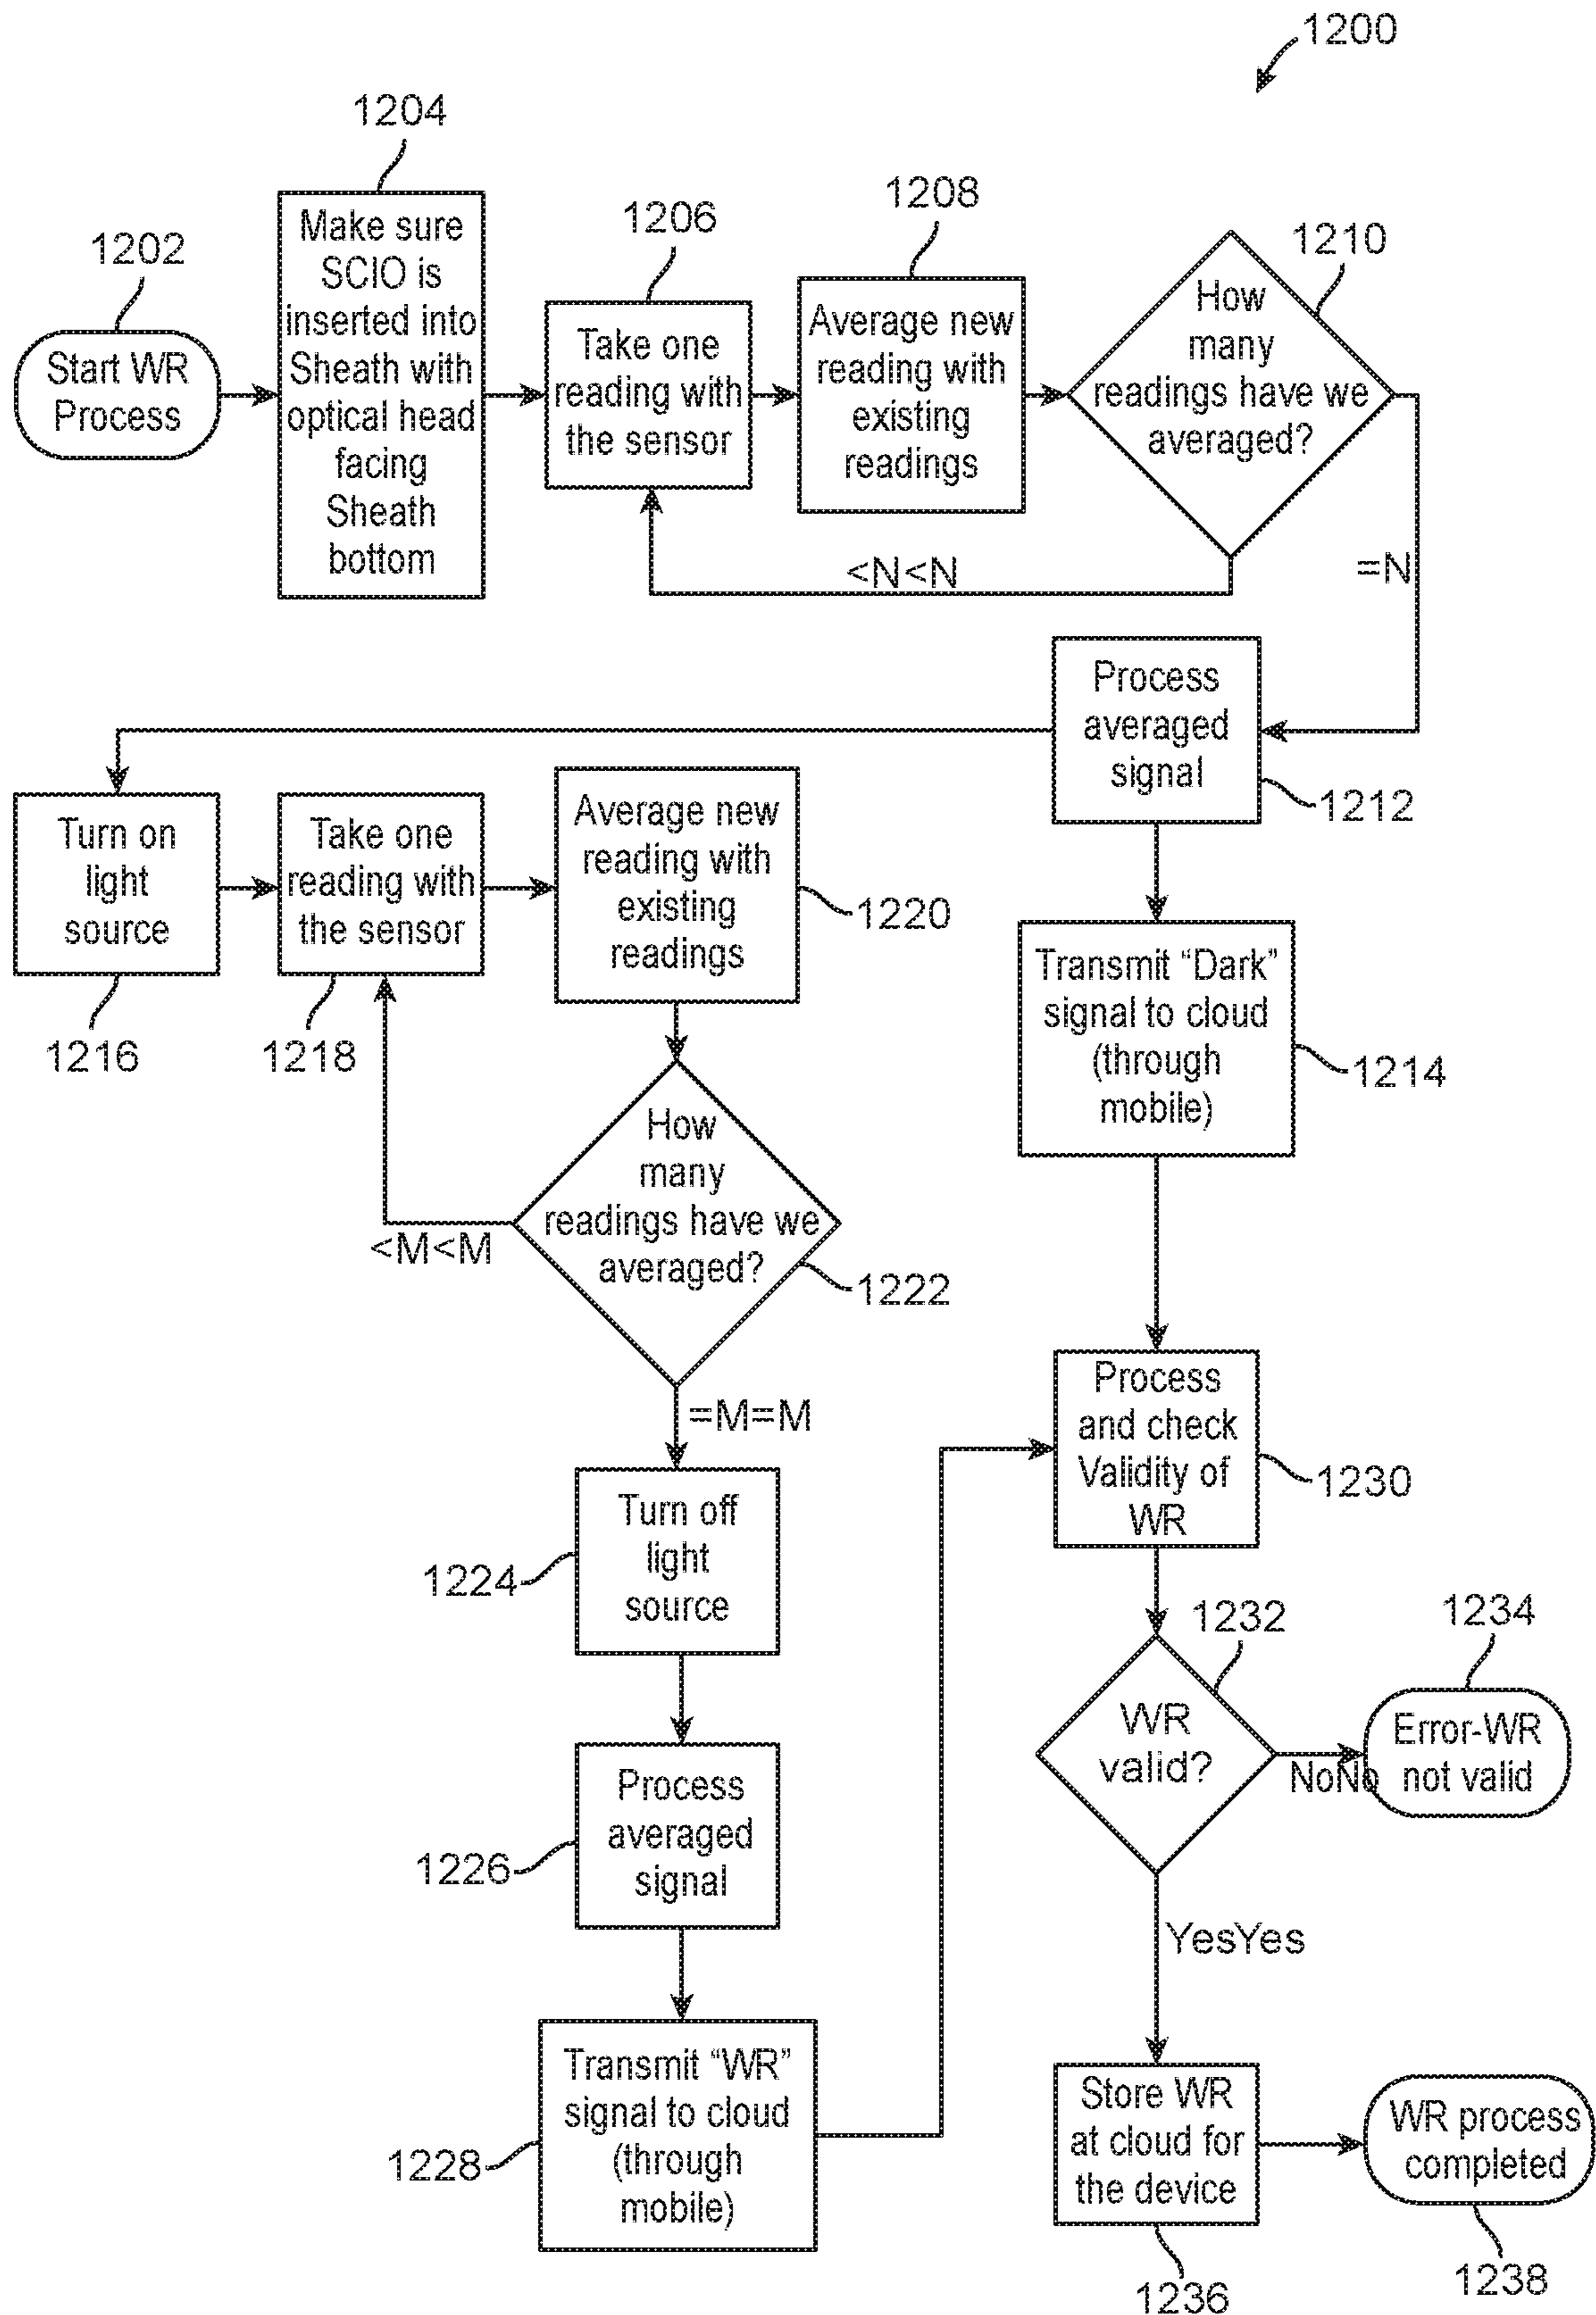 1200
1204
Make sure
SCIO is
inserted into
Sheath with
optical head
facing
Sheath
bottom
1202
Start WR
Process
1206
Take one
reading with
the sensor
1208
Average new
reading with
existing
readings
1210
How
many
readings have we
averaged?
<N<N
=N
Process
averaged
signal
1212
Turn on
light
source
1216
Take one
reading with
the sensor
1218
Average new
reading with
existing
readings
1220
Transmit “Dark”
signal to cloud
(through
mobile)
1214
How
many
readings have we
averaged?
1222
<M<M
=M=M
Turn off
light
source
1224
Process
averaged
signal
1226
Transmit “WR”
signal to cloud
(through
mobile)
1228
Process
and check
Validity of
WR
1230
1232
WR
valid?
NoNo
1234
Error-WR
not valid
YesYes
Store WR
at cloud for
the device
1236
WR process
completed
1238